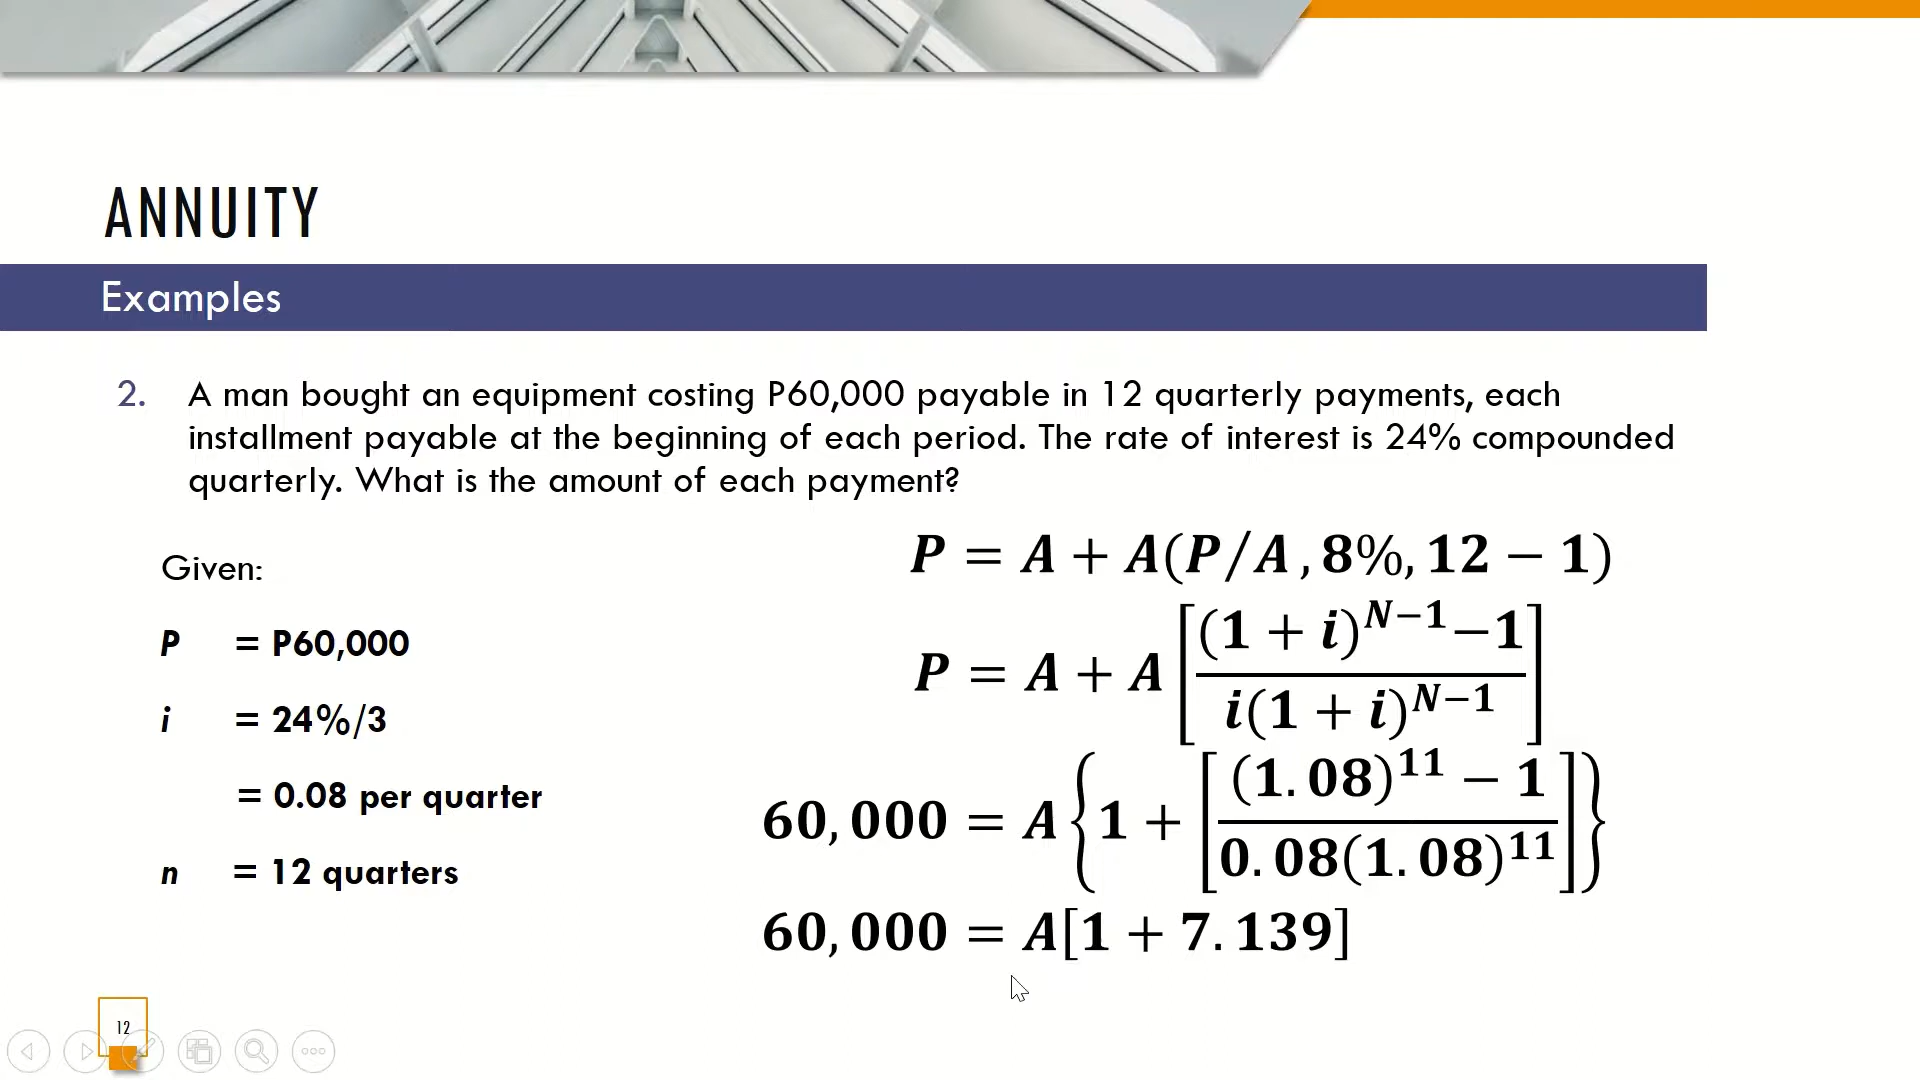 ANNUITY
Examples
2. A man bought an equipment costing P60,000 payable in 12 quarterly payments, each
installment payable at the beginning of each period. The rate of interest is 24% compounded
quarterly. What is the amount of each payment?
Given:
P = P60,000
i = 24%/3
= 0.08 per quarter
n = 12 quarters
P = A + A(P/A, 8%, 12 − 1)
P = A + A[((1 + i)^{N−1} −1)/(i(1 + i)^{N−1})]
60,000 = A{1 + [((1.08)^{11} − 1)/(0.08(1.08)^{11})]}
60,000 = A[1 + 7.139]
12